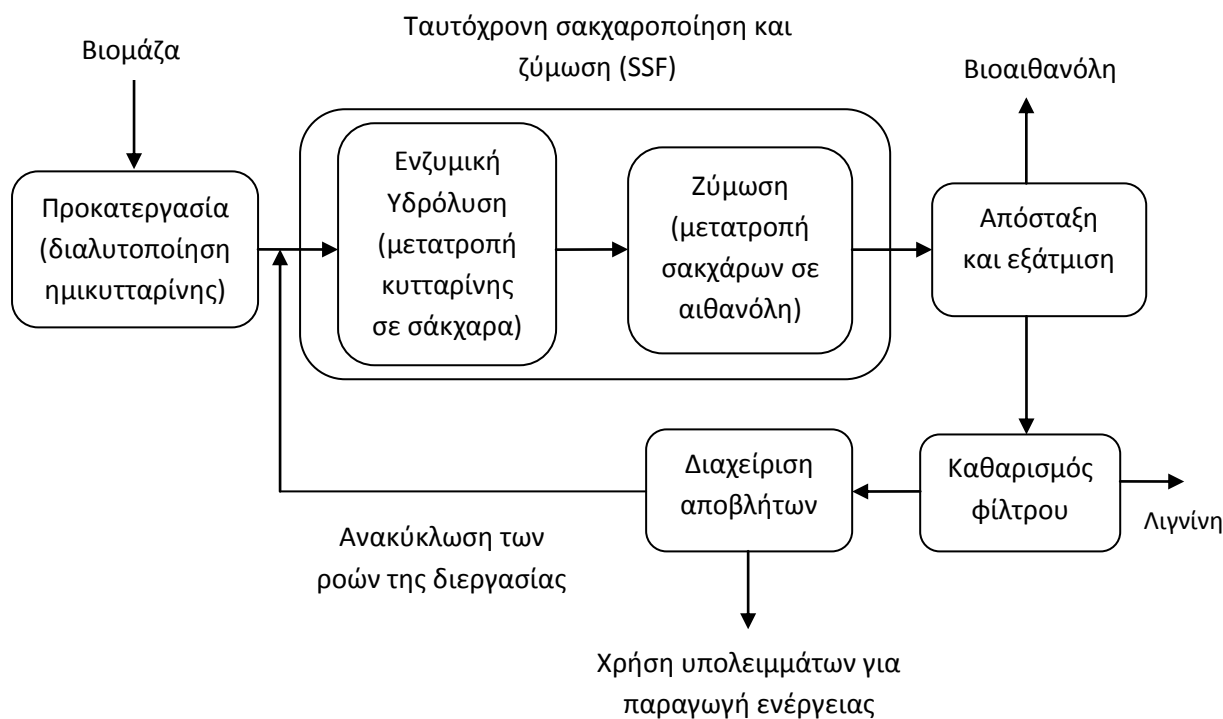 Ταυτόχρονη σακχαροποίηση και
ζύμωση (SSF)
Βιομάζα
Βιοαιθανόλη
Προκατεργασία
(διαλυτοποίηση
ημικυτταρίνης)
Ενζυμική
Υδρόλυση
(μετατροπή
κυτταρίνης
σε σάκχαρα)
Ζύμωση
(μετατροπή
σακχάρων σε
αιθανόλη)
Απόσταξη
και εξάτμιση
Καθαρισμός
φίλτρου
Λιγνίνη
Διαχείριση
αποβλήτων
Ανακύκλωση των
ροών της διεργασίας
Χρήση υπολειμμάτων για
παραγωγή ενέργειας